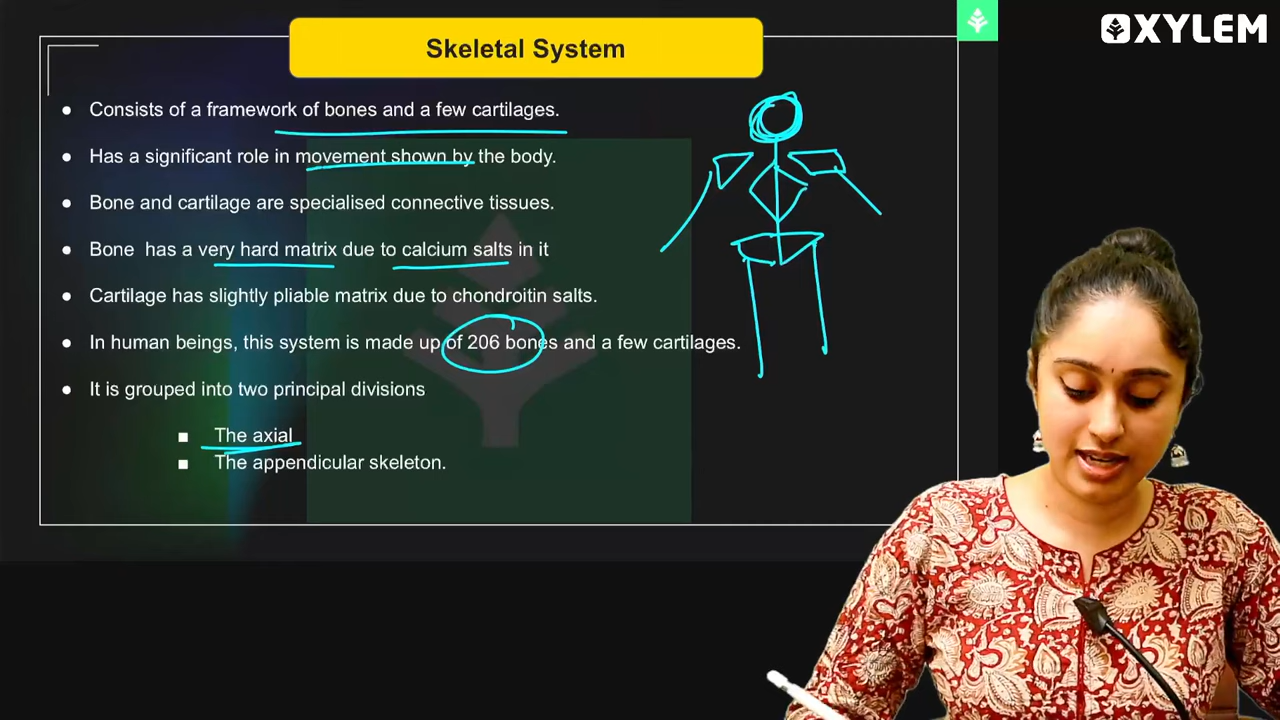 XYLEM
Skeletal System
● Consists of a framework of bones and a few cartilages.
● Has a significant role in movement shown by the body.
● Bone and cartilage are specialised connective tissues.
● Bone has a very hard matrix due to calcium salts in it
● Cartilage has slightly pliable matrix due to chondroitin salts.
● In human beings, this system is made up of 206 bones and a few cartilages.
● It is grouped into two principal divisions
■ The axial
■ The appendicular skeleton.